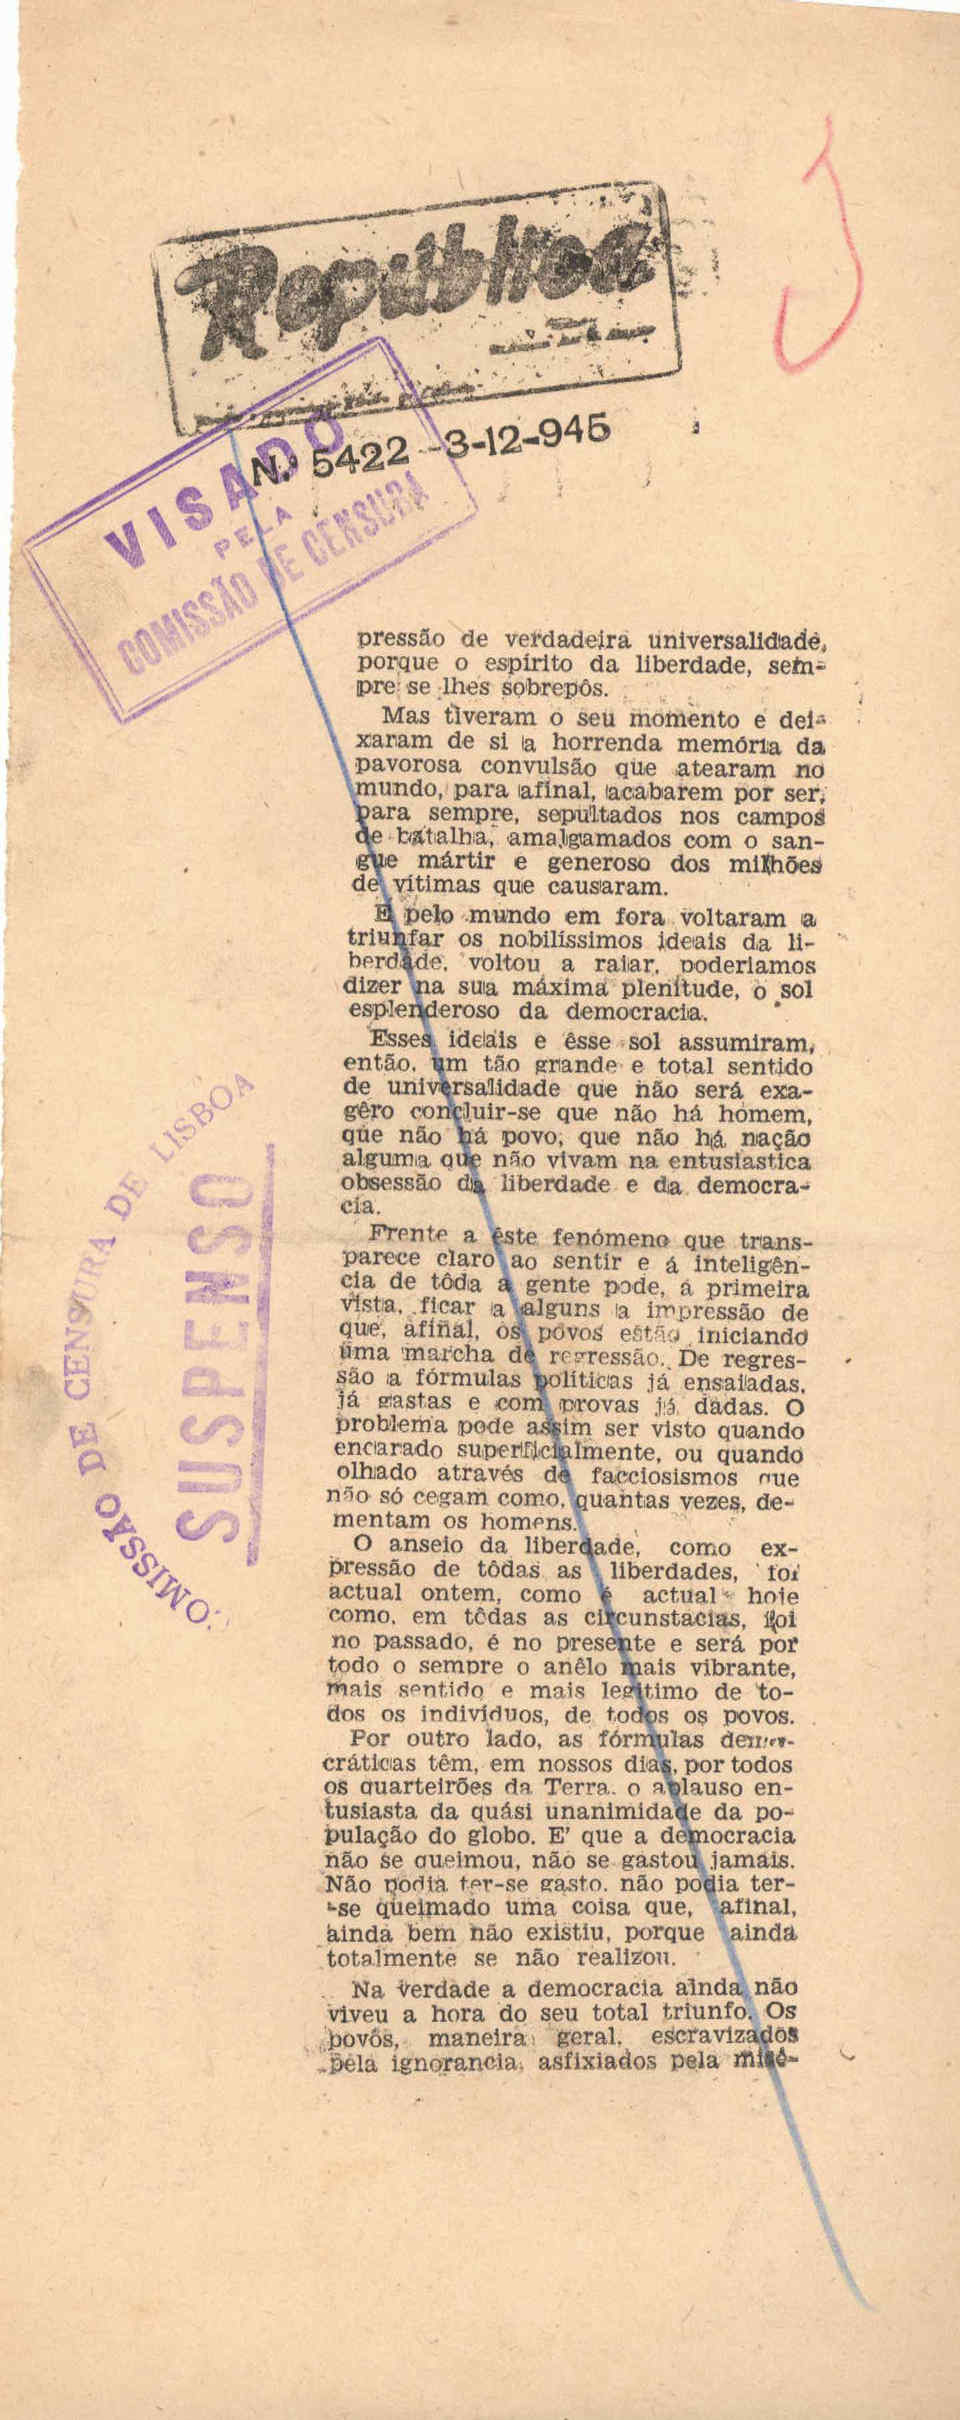 República
N.º 5422 -3-12-945
VISADO
PELA
COMISSÃO DE CENSURA
pressão de verdadeira universalidade,
porque o espírito da liberdade, sem-
pre se lhes sobrepôs.
Mas tiveram o seu momento e dei-
xaram de si a horrenda memória da
pavorosa convulsão que atearam no
mundo, para afinal, acabarem por ser,
para sempre, sepultados nos campos
de batalha, amalgamados com o san-
gue mártir e generoso dos milhões
de vítimas que causaram.
E pelo mundo em fora voltaram a
triunfar os nobilíssimos ideais da li-
berdade, voltou a raiar, poderiamos
dizer na sua máxima plenitude, o sol
esplenderoso da democracia.
Esses ideais e êsse sol assumiram,
então, um tão grande e total sentido
de universalidade que não será exa-
gêro concluir-se que não há homem,
que não há povo, que não há nação
alguma que não vivam na entusiastica
obsessão da liberdade e da democra-
cia.
Frente a êste fenómeno que trans-
parece claro ao sentir e á inteligên-
cia de tôda a gente pode, á primeira
vista, ficar a alguns a impressão de
que, afinal, os povos estão iniciando
uma marcha de regressão. De regres-
são a fórmulas políticas já ensaiadas,
já gastas e com provas já dadas. O
problema pode assim ser visto quando
encarado superficialmente, ou quando
olhado através de facciosismos que
não só cegam como, quantas vezes, de-
mentam os homens.
O anseio da liberdade, como ex-
pressão de tôdas as liberdades, foi
actual ontem, como é actual hoje
como, em tôdas as circunstacias, foi
no passado, é no presente e será por
todo o sempre o anêlo mais vibrante,
mais sentido e mais legítimo de to-
dos os indivíduos, de todos os povos.
Por outro lado, as fórmulas demo-
cráticas têm, em nossos dias, por todos
os quarteirões da Terra, o aplauso en-
tusiasta da quási unanimidade da po-
pulação do globo. E' que a democracia
não se queimou, não se gastou jamais.
Não podia ter-se gasto, não podia ter-
-se queimado uma coisa que, afinal,
ainda bem não existiu, porque ainda
totalmente se não realizou.
Na verdade a democracia ainda não
viveu a hora do seu total triunfo. Os
povos, maneira geral, escravizados
pela ignorancia, asfixiados pela misé-
COMISSÃO DE CENSURA DE LISBOA
SUSPENSO